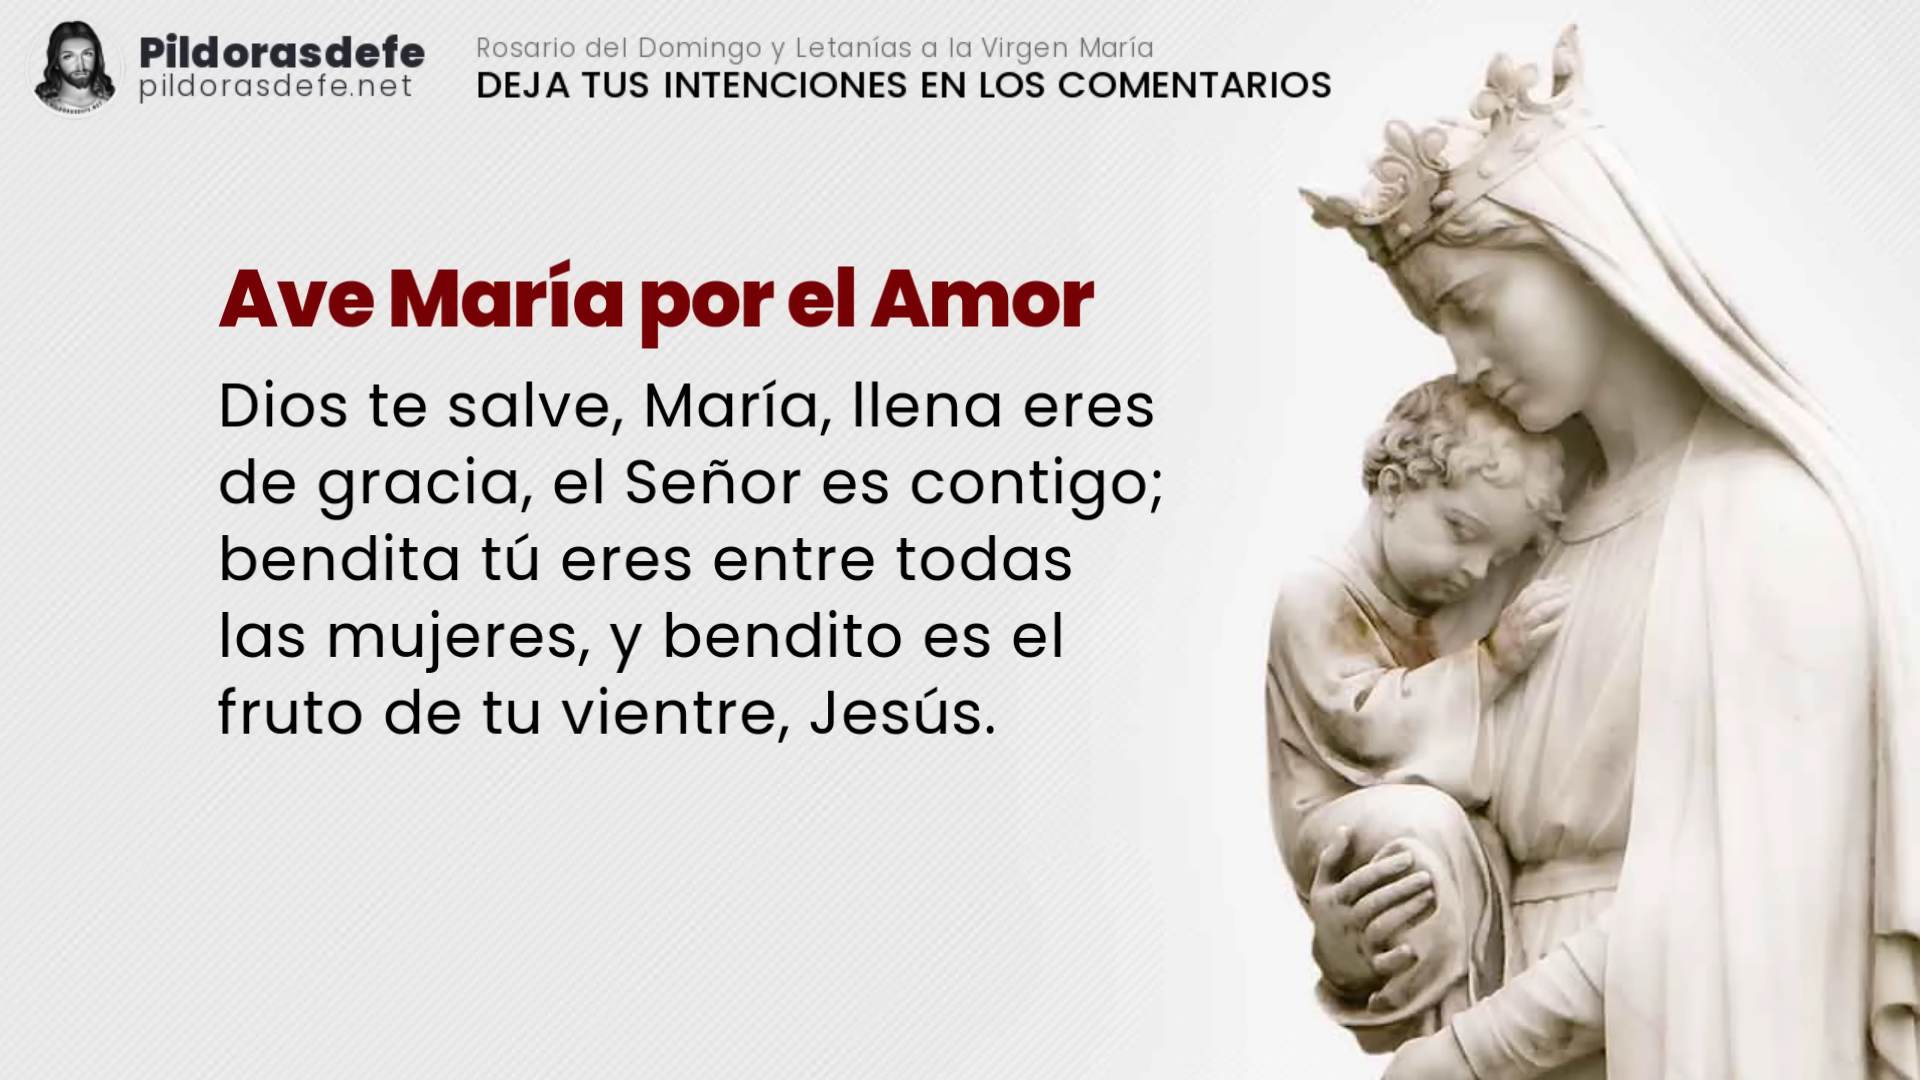 Pildorasdefe
pildorasdefe.net
Rosario del Domingo y Letanías a la Virgen María
DEJA TUS INTENCIONES EN LOS COMENTARIOS
Ave María por el Amor
Dios te salve, María, llena eres
de gracia, el Señor es contigo;
bendita tú eres entre todas
las mujeres, y bendito es el
fruto de tu vientre, Jesús.